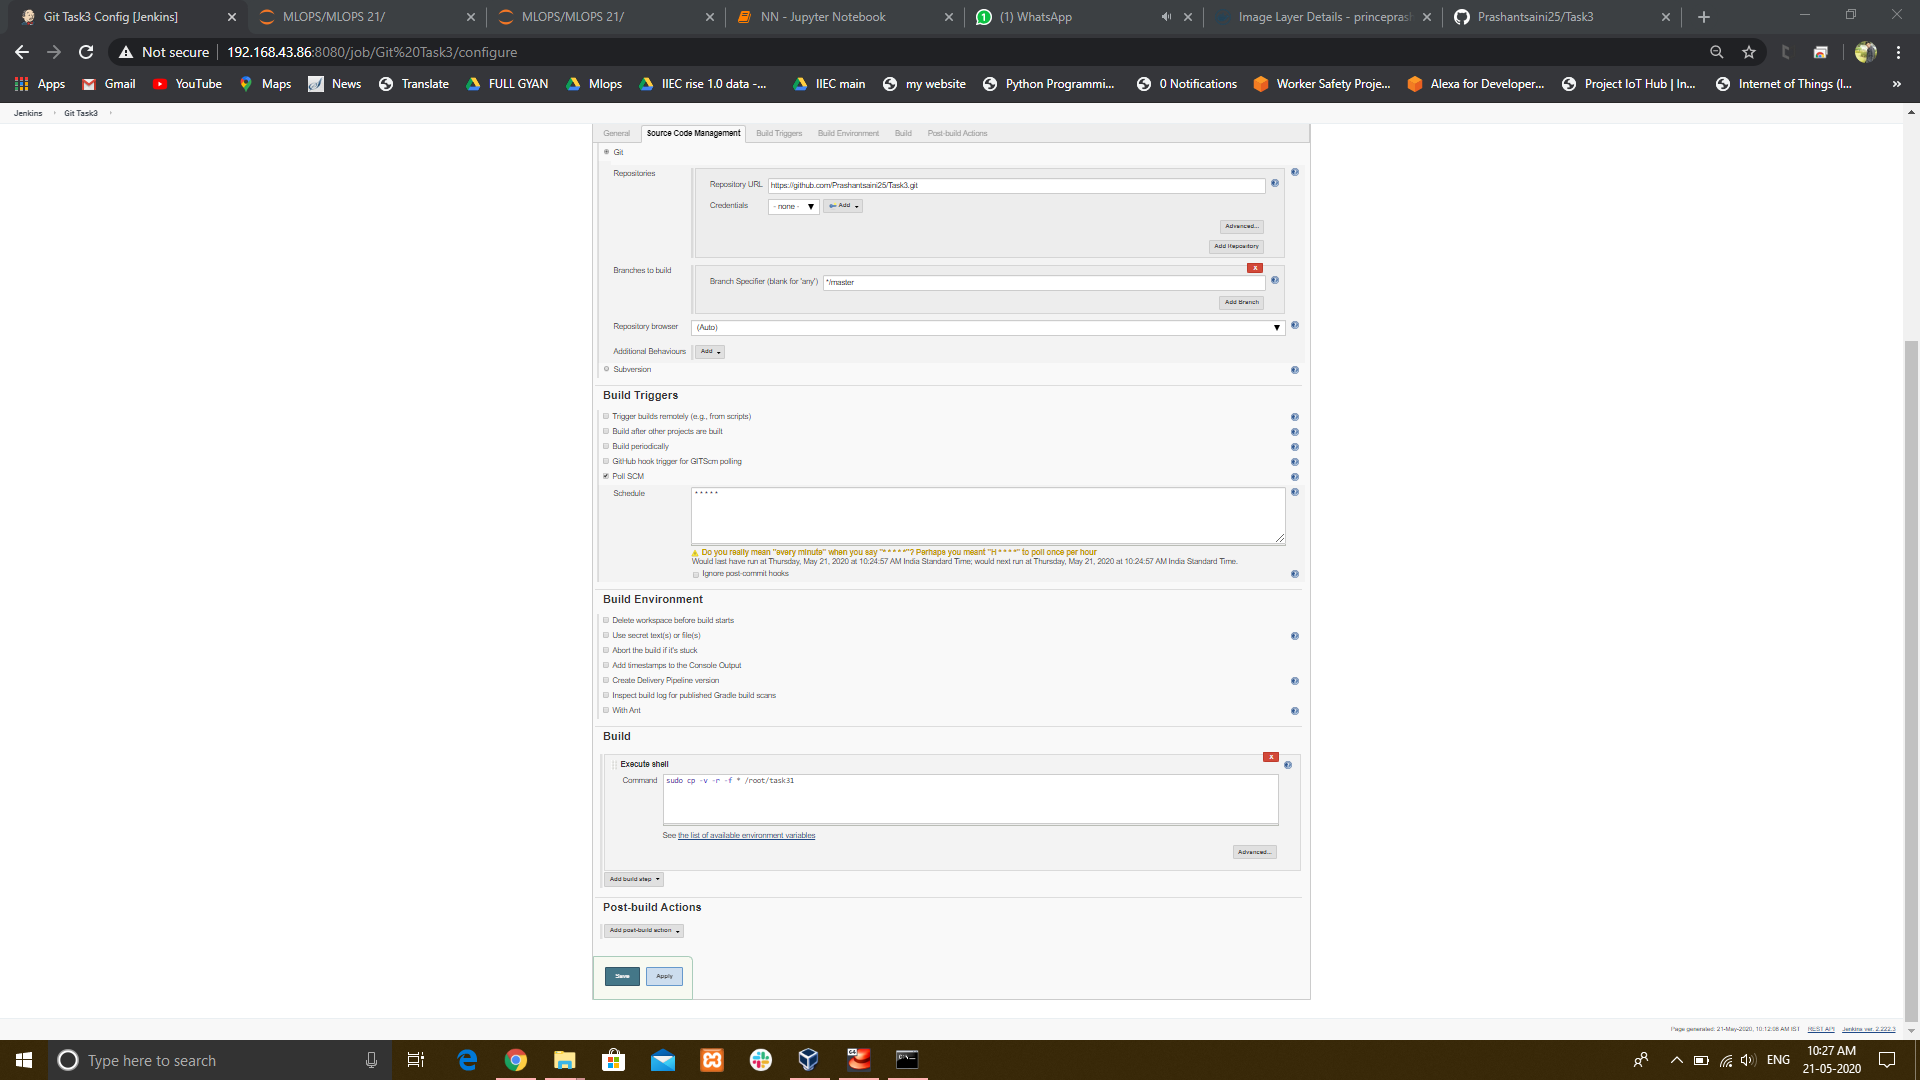 Git Task3 Config [Jenkins]
MLOPS/MLOPS 21/
MLOPS/MLOPS 21/
NN - Jupyter Notebook
(1) WhatsApp
Image Layer Details - princepras
Prashantsaini25/Task3
Not secure
192.168.43.86:8080/job/Git%20Task3/configure
Apps
Gmail
YouTube
Maps
News
Translate
FULL GYAN
Mlops
IIEC rise 1.0 data -...
IIEC main
my website
Python Programmi...
0 Notifications
Worker Safety Proje...
Alexa for Developer...
Project IoT Hub | In...
Internet of Things (I...
»
Jenkins
Git Task3
General
Source Code Management
Build Triggers
Build Environment
Build
Post-build Actions
Git
Repositories
Repository URL
https://github.com/Prashantsaini25/Task3.git
Credentials
- none -
Add
Advanced...
Add Repository
Branches to build
X
Branch Specifier (blank for 'any')
*/master
Add Branch
Repository browser
(Auto)
Additional Behaviours
Add
Subversion
Build Triggers
Trigger builds remotely (e.g., from scripts)
Build after other projects are built
Build periodically
GitHub hook trigger for GITScm polling
Poll SCM
Schedule
* * * * *
Do you really mean "every minute" when you say "* * * * *"? Perhaps you meant "H * * * *" to poll once per hour
Would last have run at Thursday, May 21, 2020 at 10:24:57 AM India Standard Time; would next run at Thursday, May 21, 2020 at 10:24:57 AM India Standard Time.
Ignore post-commit hooks
Build Environment
Delete workspace before build starts
Use secret text(s) or file(s)
Abort the build if it's stuck
Add timestamps to the Console Output
Create Delivery Pipeline version
Inspect build log for published Gradle build scans
With Ant
Build
X
Execute shell
Command
sudo cp -v -r -f * /root/task31
See the list of available environment variables
Advanced...
Add build step
Post-build Actions
Add post-build action
Save
Apply
Page generated: 21-May-2020, 10:12:08 AM IST
REST API
Jenkins ver. 2.222.3
Type here to search
ENG
10:27 AM
21-05-2020